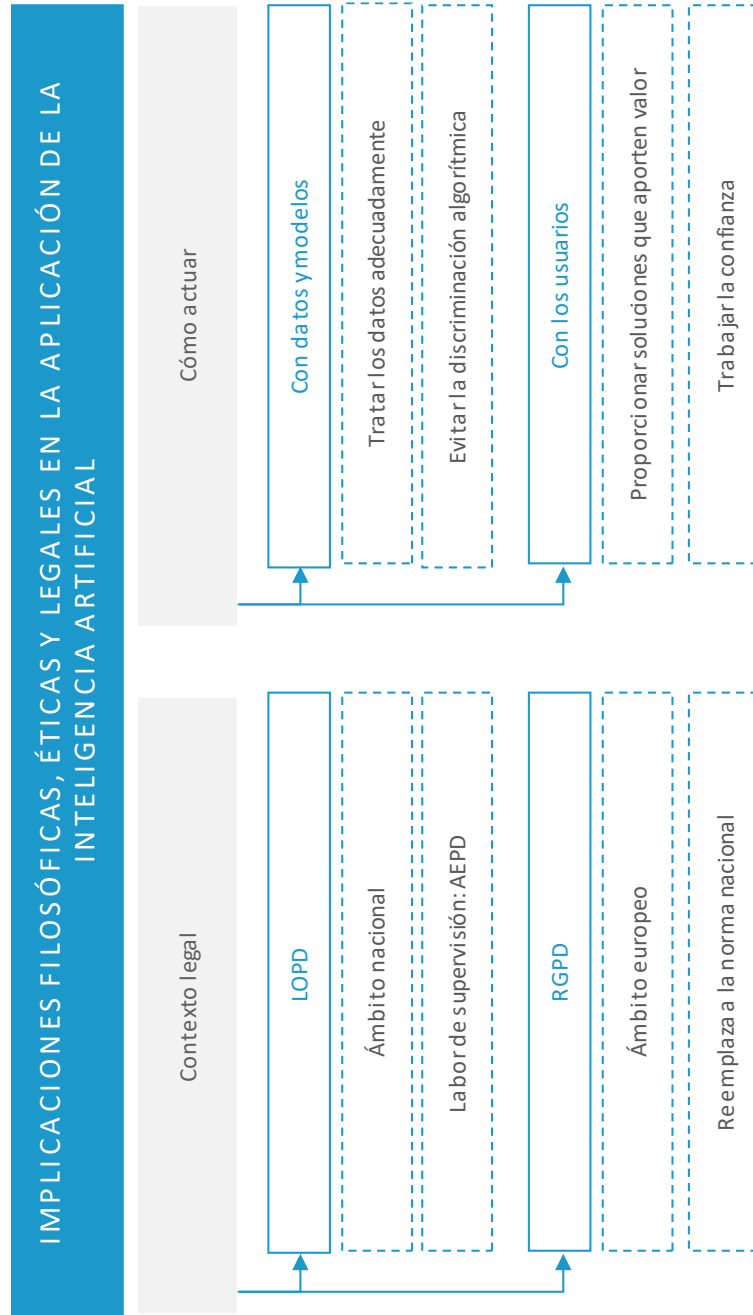 IMPLICACIONES FILOSÓFICAS, ÉTICAS Y LEGALES EN LA APLICACIÓN DE LA
INTELIGENCIA ARTIFICIAL
Contexto legal
LOPD
Ámbito nacional
Labor de supervisión: AEPD
RGPD
Ámbito europeo
Reemplaza a la norma nacional
Cómo actuar
Con datos y modelos
Tratar los datos adecuadamente
Evitar la discriminación algorítmica
Con los usuarios
Proporcionar soluciones que aporten valor
Trabajar la confianza